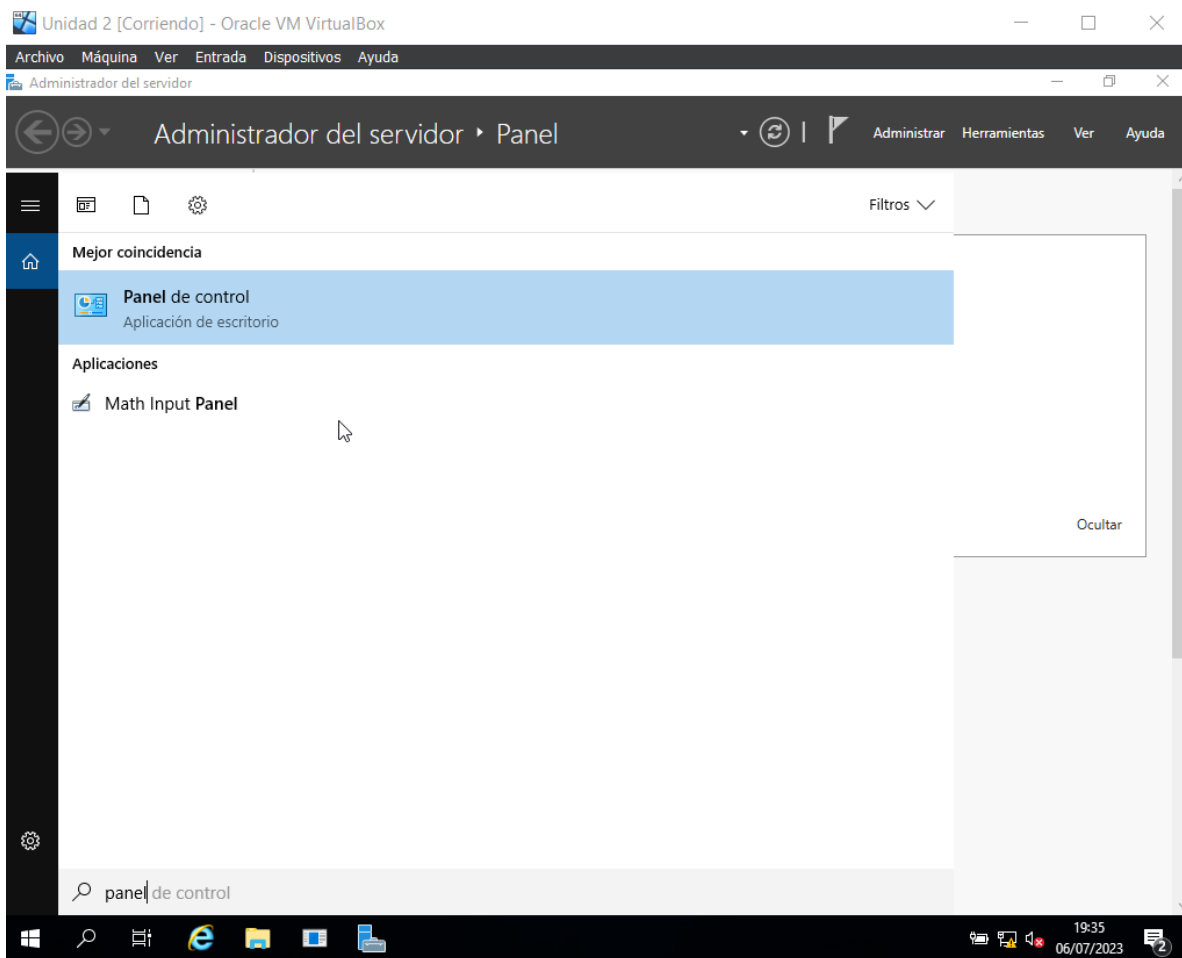 Unidad 2 [Corriendo] - Oracle VM VirtualBox
Archivo Máquina Ver Entrada Dispositivos Ayuda
Administrador del servidor
Administrador del servidor ‣ Panel
Administrar Herramientas Ver Ayuda
Filtros
Mejor coincidencia
Panel de control
Aplicación de escritorio
Aplicaciones
Math Input Panel
Ocultar
panel de control
19:35
06/07/2023
2